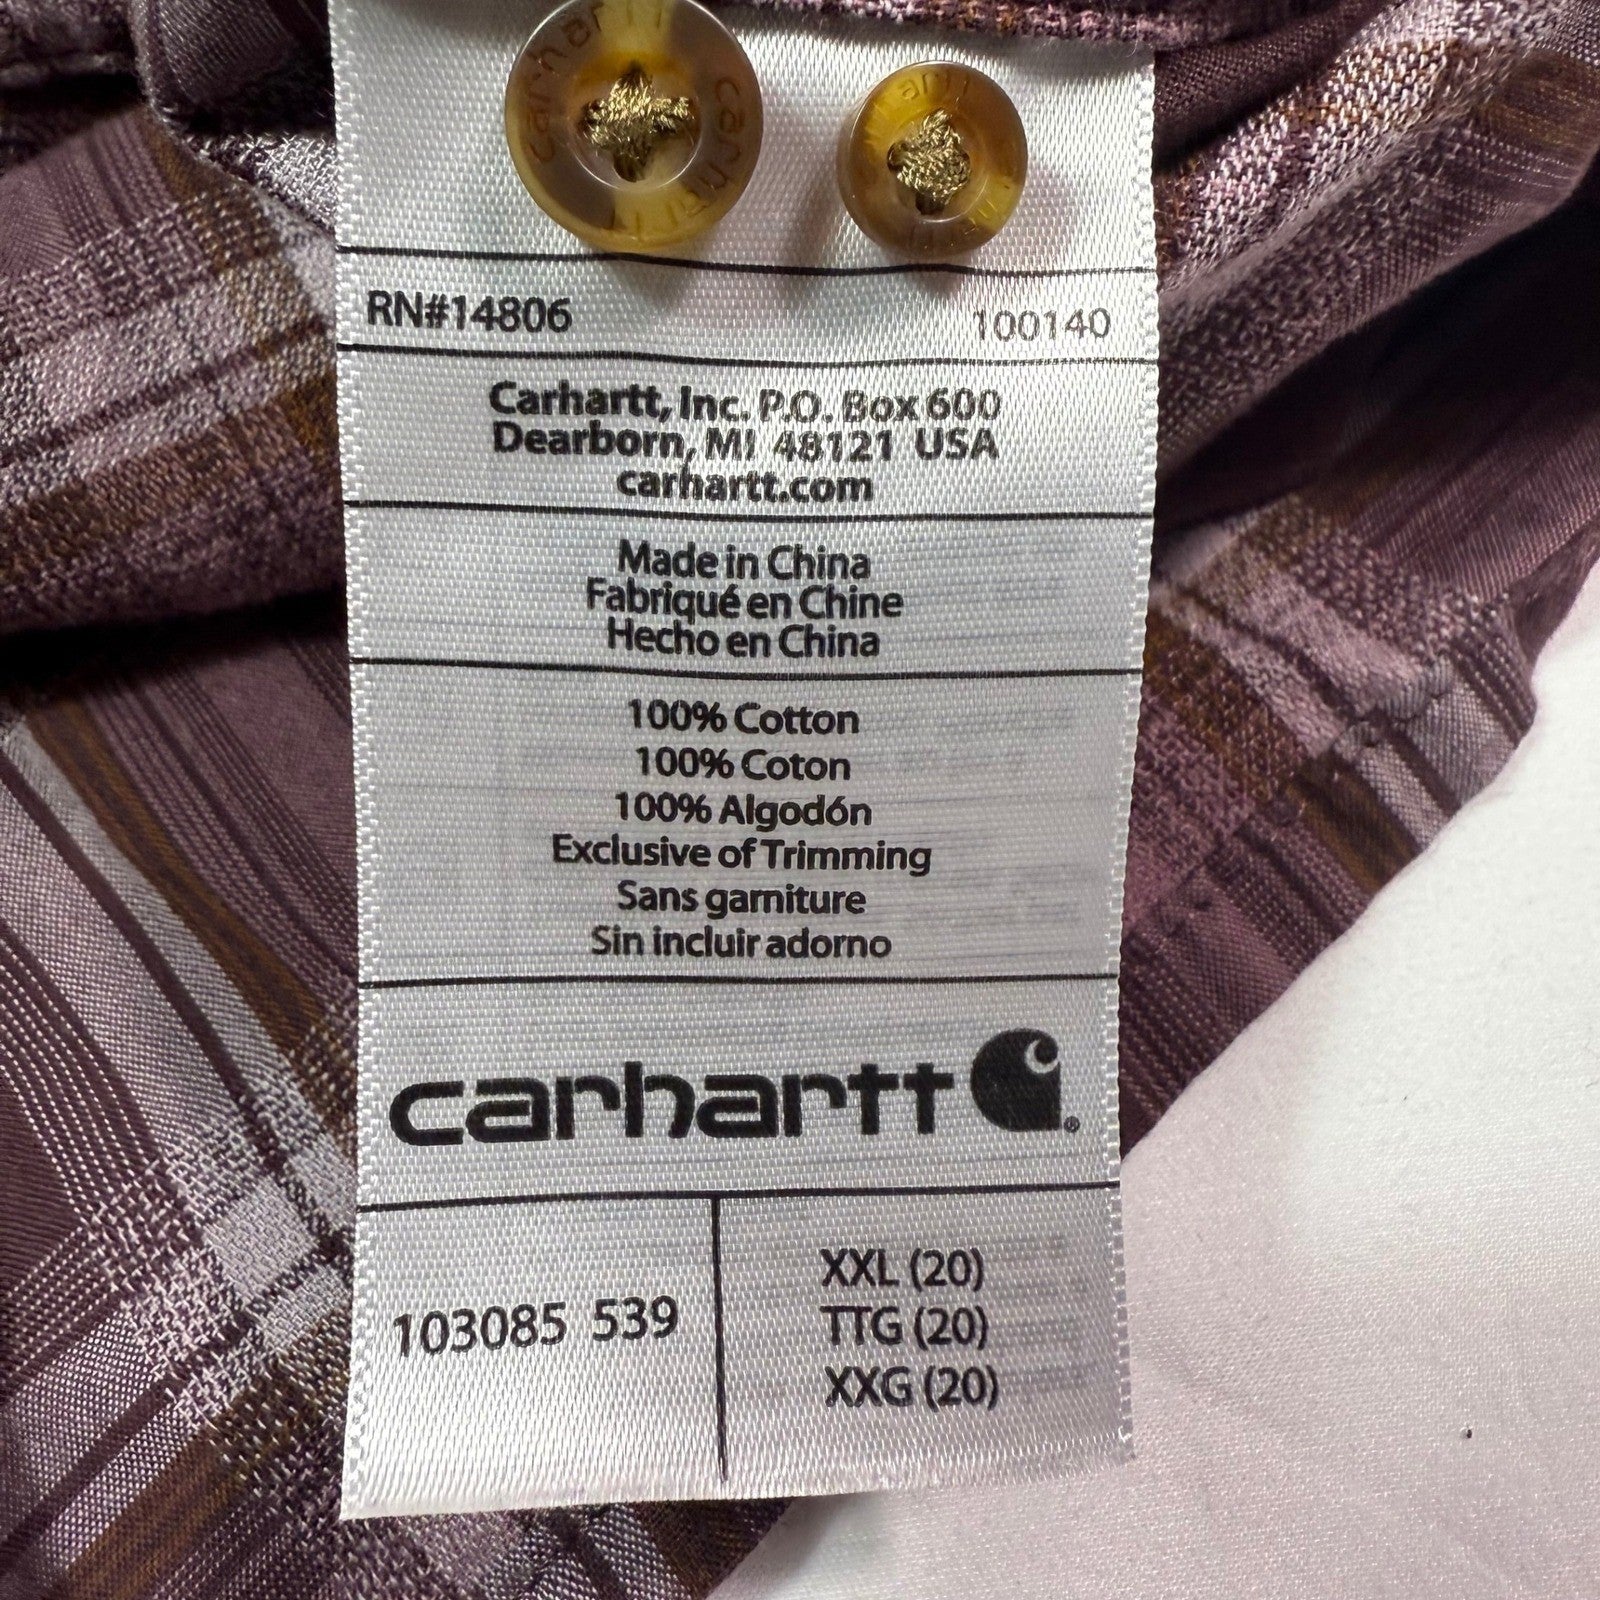 carhartt
RN#14806 100140
Carhartt, Inc. P.O. Box 600
Dearborn, MI 48121 USA
carhartt.com
Made in China
Fabriqué en Chine
Hecho en China
100% Cotton
100% Coton
100% Algodón
Exclusive of Trimming
Sans garniture
Sin incluir adorno
carhartt ®
103085 539
XXL (20)
TTG (20)
XXG (20)